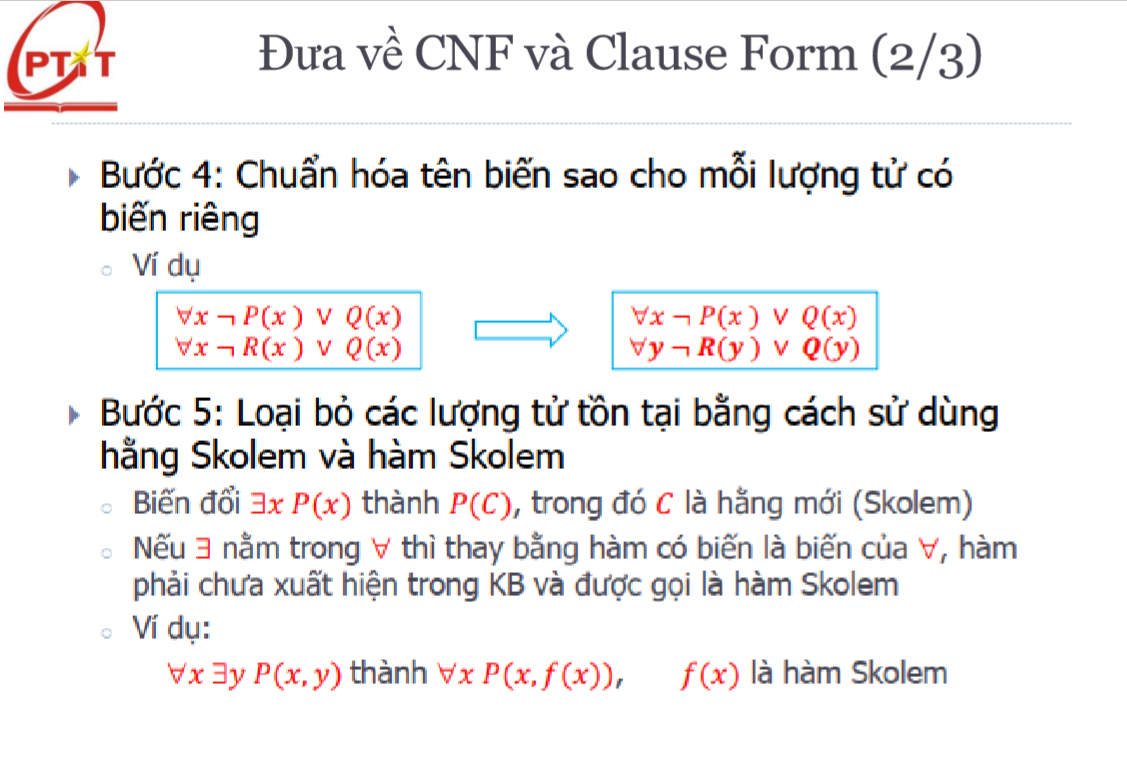 PTIT
Đưa về CNF và Clause Form (2/3)
Bước 4: Chuẩn hóa tên biến sao cho mỗi lượng tử có
biến riêng
Ví dụ
∀x ¬ P(x) ∨ Q(x)
∀x ¬ R(x) ∨ Q(x)
∀x ¬ P(x) ∨ Q(x)
∀y ¬ R(y) ∨ Q(y)
Bước 5: Loại bỏ các lượng tử tồn tại bằng cách sử dùng
hằng Skolem và hàm Skolem
Biến đổi ∃x P(x) thành P(C), trong đó C là hằng mới (Skolem)
Nếu ∃ nằm trong ∀ thì thay bằng hàm có biến là biến của ∀, hàm
phải chưa xuất hiện trong KB và được gọi là hàm Skolem
Ví dụ:
∀x ∃y P(x, y) thành ∀x P(x, f(x)), f(x) là hàm Skolem